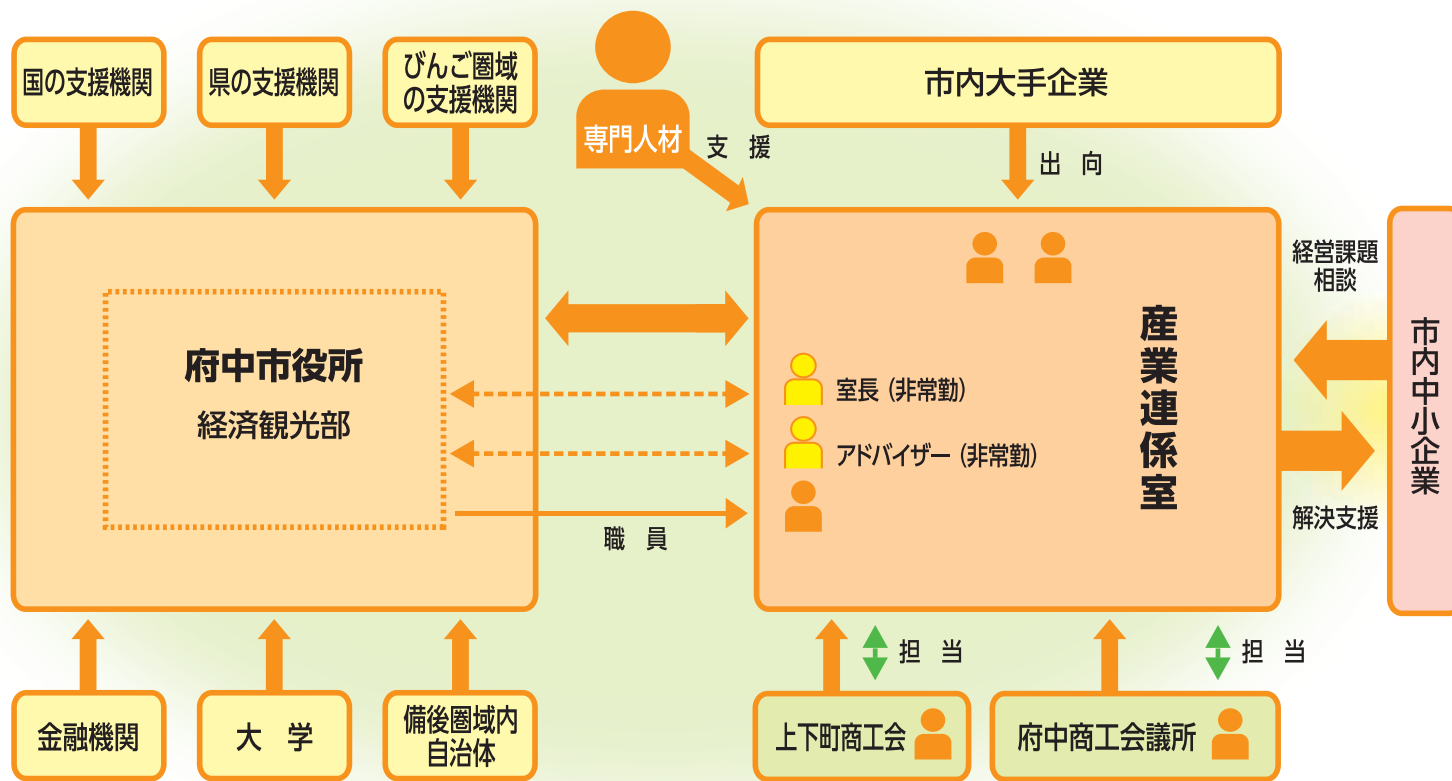 国の支援機関
県の支援機関
びんご圏域
の支援機関
専門人材
支 援
市内大手企業
出 向
府中市役所
経済観光部
職 員
室長（非常勤）
アドバイザー（非常勤）
産業連係室
経営課題
相談
解決支援
市内中小企業
金融機関
大 学
備後圏域内
自治体
上下町商工会
担 当
府中商工会議所
担 当